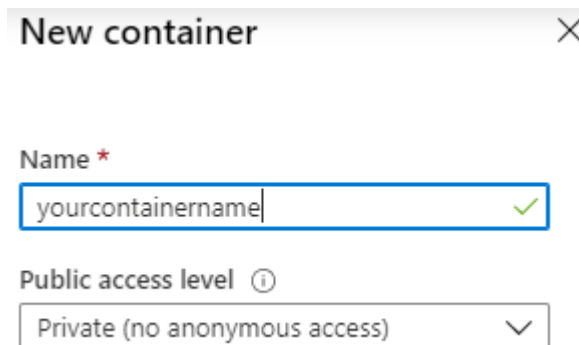 New container
Name *
yourcontainername
Public access level
Private (no anonymous access)